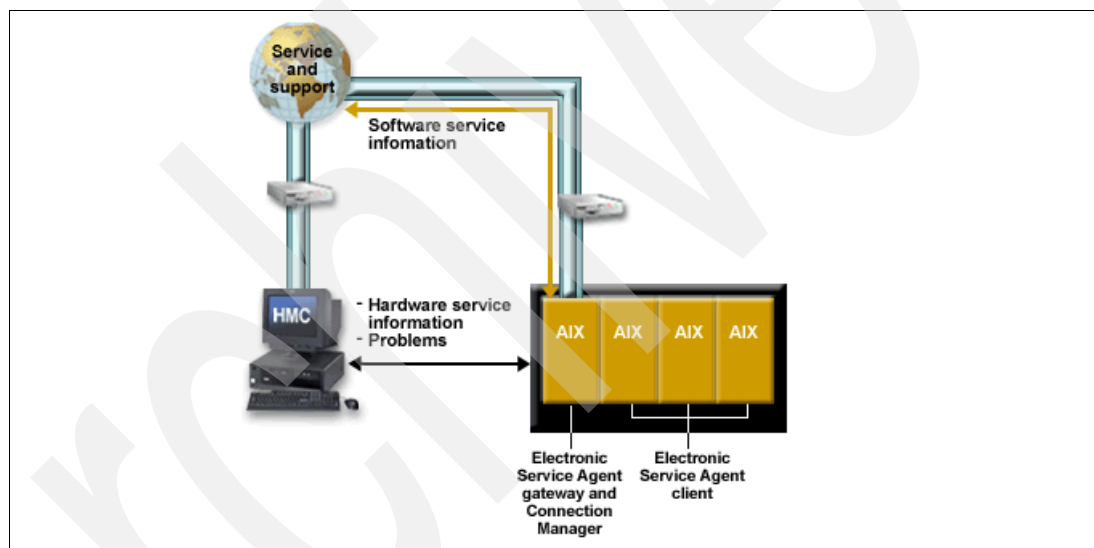 Service
and
support
Software service
infomation
HMC
- Hardware service
information
- Problems
AIX
AIX
AIX
AIX
Electronic
Service Agent
gateway and
Connection
Manager
Electronic
Service Agent
client